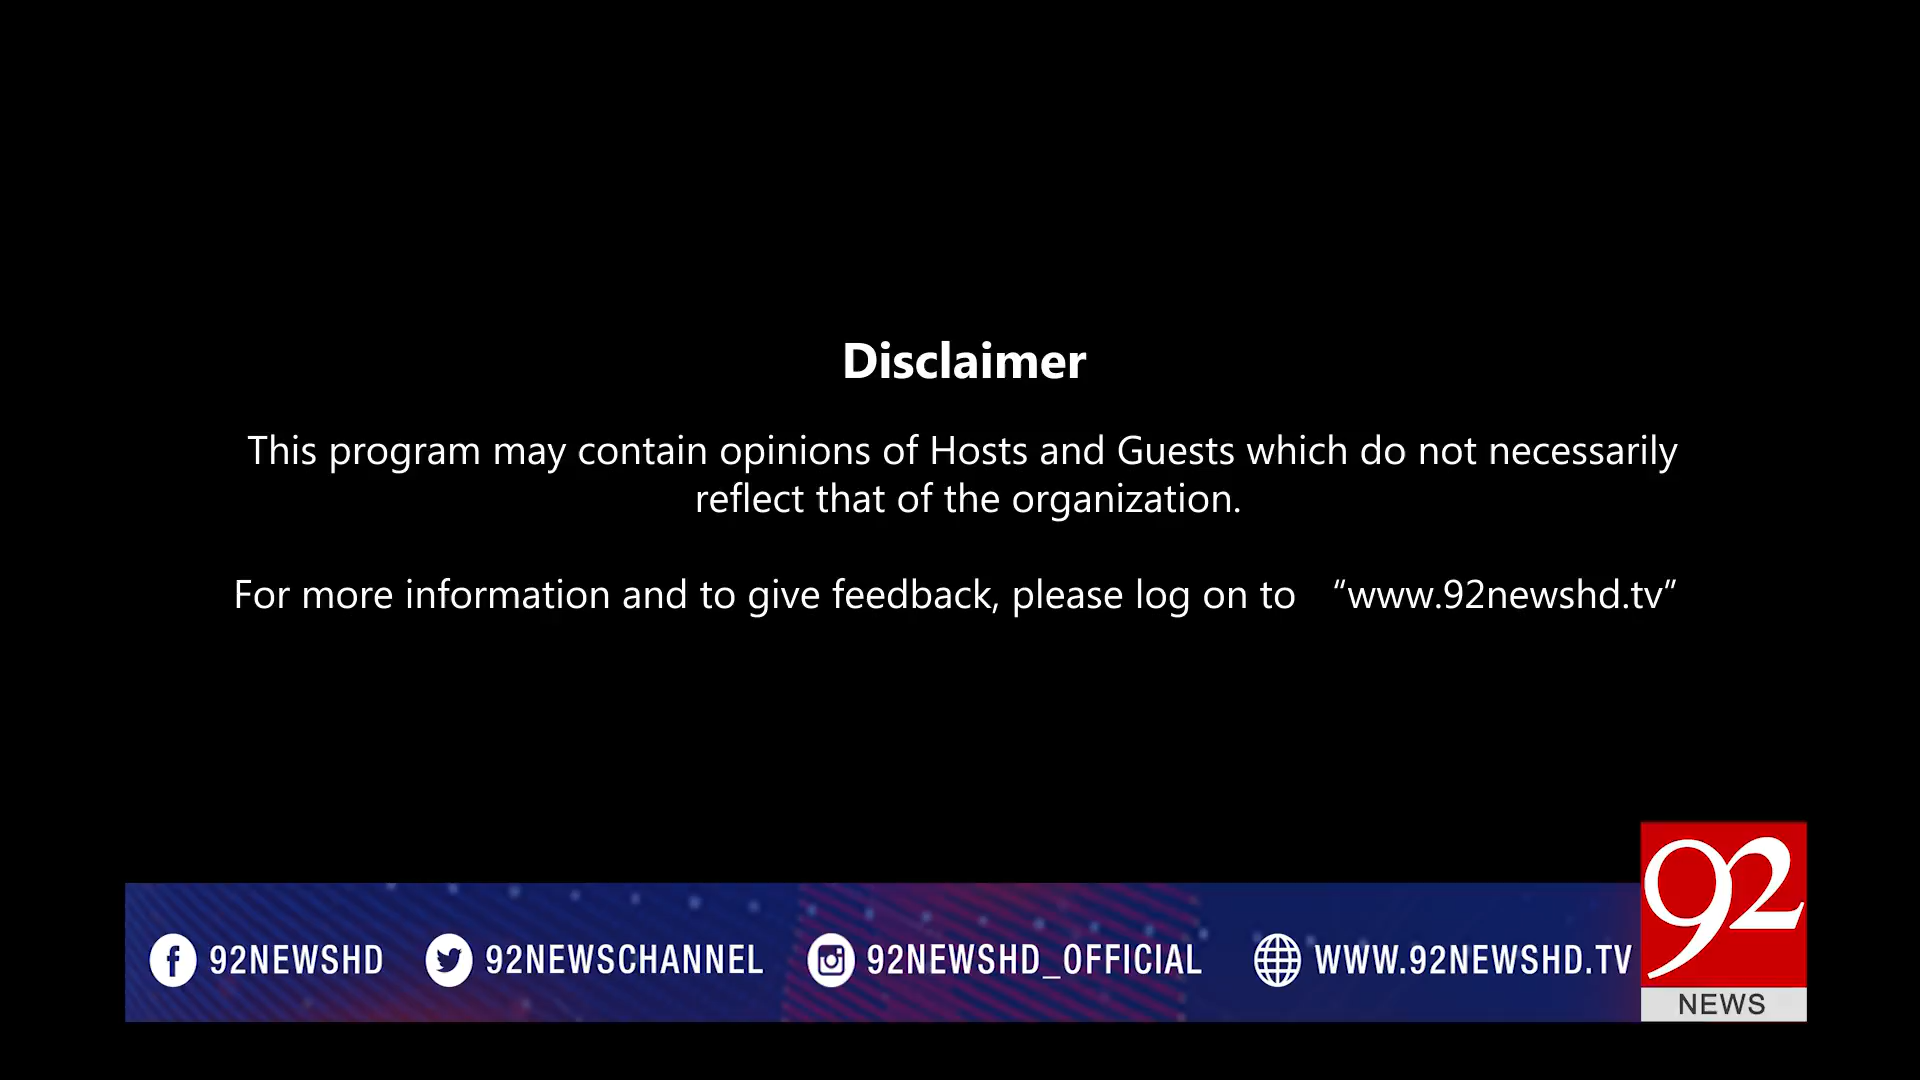 Disclaimer
This program may contain opinions of Hosts and Guests which do not necessarily
reflect that of the organization.
For more information and to give feedback, please log on to “www.92newshd.tv”
92NEWSHD 92NEWSCHANNEL 92NEWSHD_OFFICIAL WWW.92NEWSHD.TV
92
NEWS